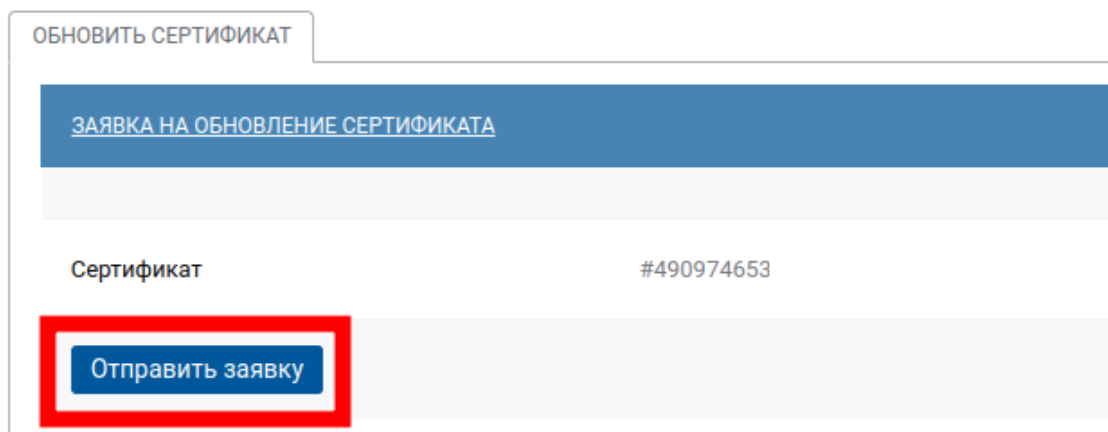 ОБНОВИТЬ СЕРТИФИКАТ
ЗАЯВКА НА ОБНОВЛЕНИЕ СЕРТИФИКАТА
Сертификат #490974653
Отправить заявку